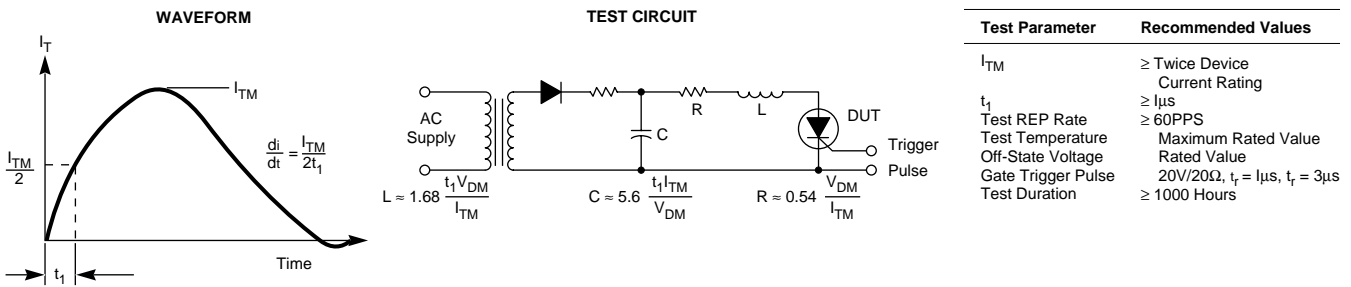 WAVEFORM
I_T
I_TM
I_TM
2
di
dt
=
I_TM
2t_1
t_1
Time
TEST CIRCUIT
AC
Supply
C
R
L
DUT
Trigger
Pulse
L ≈ 1.68 t_1V_DM / I_TM
C ≈ 5.6 t_1I_TM / V_DM
R ≈ 0.54 V_DM / I_TM
Test Parameter Recommended Values
I_TM ≥ Twice Device
Current Rating
t_1 ≥ Iμs
Test REP Rate ≥ 60PPS
Test Temperature Maximum Rated Value
Off-State Voltage Rated Value
Gate Trigger Pulse 20V/20Ω, t_r = Iμs, t_r = 3μs
Test Duration ≥ 1000 Hours